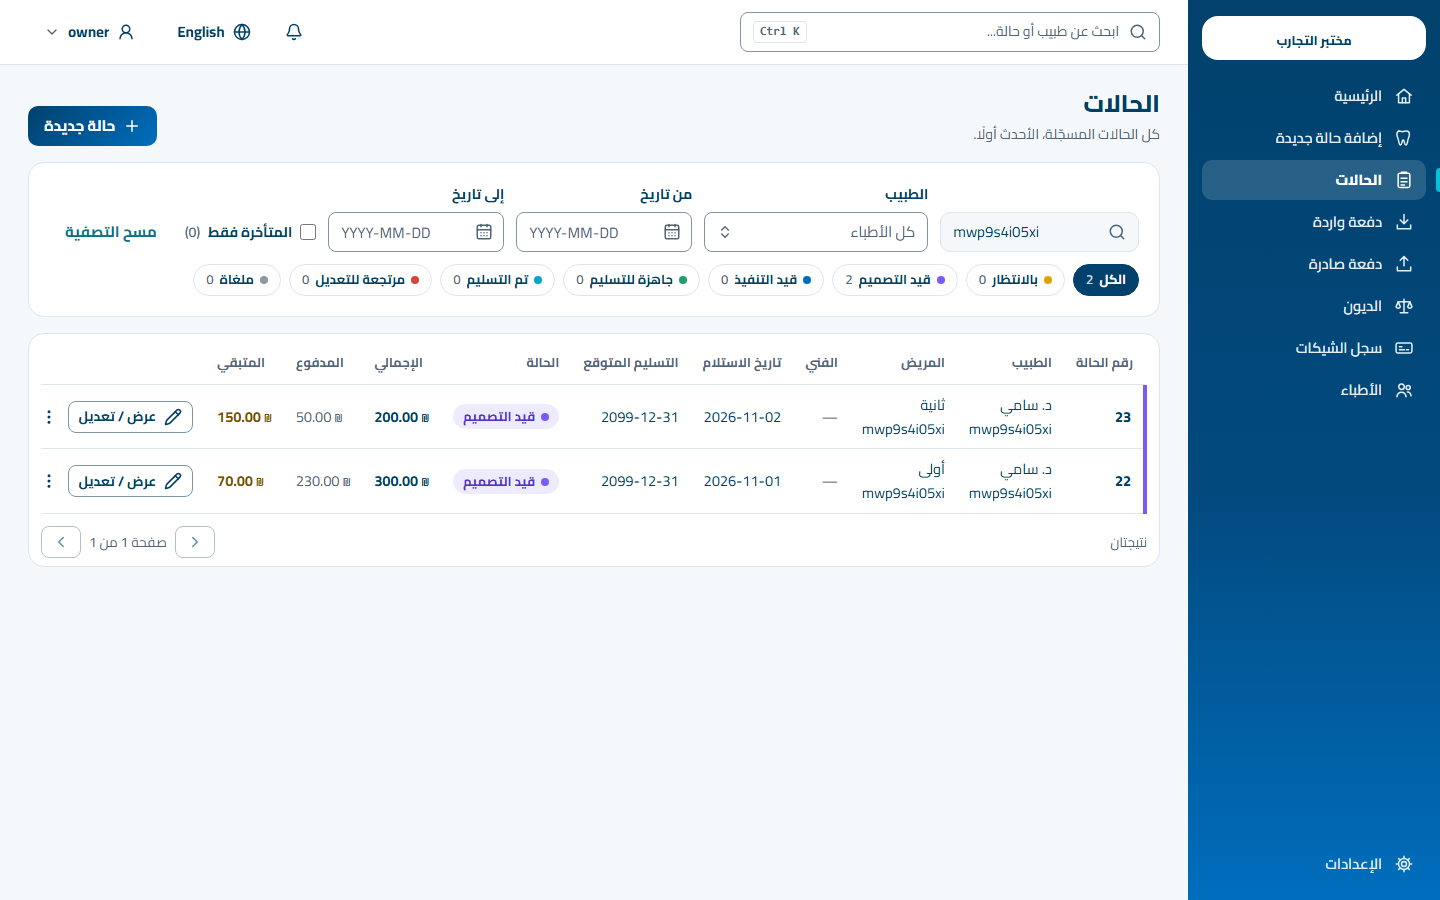 مختبر التجارب
الرئيسية
إضافة حالة جديدة
الحالات
دفعة واردة
دفعة صادرة
الديون
سجل الشيكات
الأطباء
الإعدادات
ابحث عن طبيب أو حالة...
Ctrl K
English
owner
الحالات
كل الحالات المسجّلة، الأحدث أولًا.
حالة جديدة
الطبيب
من تاريخ
إلى تاريخ
mwp9s4i05xi
كل الأطباء
YYYY-MM-DD
YYYY-MM-DD
المتأخرة فقط (0)
مسح التصفية
الكل 2
بالانتظار 0
قيد التصميم 2
قيد التنفيذ 0
جاهزة للتسليم 0
تم التسليم 0
مرتجعة للتعديل 0
ملغاة 0
رقم الحالة الطبيب المريض الفني تاريخ الاستلام التسليم المتوقع الحالة الإجمالي المدفوع المتبقي
23
د. سامي
mwp9s4i05xi
ثانية
mwp9s4i05xi
—
2026-11-02
2099-12-31
قيد التصميم
200.00 ₪
50.00 ₪
150.00 ₪
عرض / تعديل
22
د. سامي
mwp9s4i05xi
أولى
mwp9s4i05xi
—
2026-11-01
2099-12-31
قيد التصميم
300.00 ₪
230.00 ₪
70.00 ₪
عرض / تعديل
نتيجتان
صفحة 1 من 1